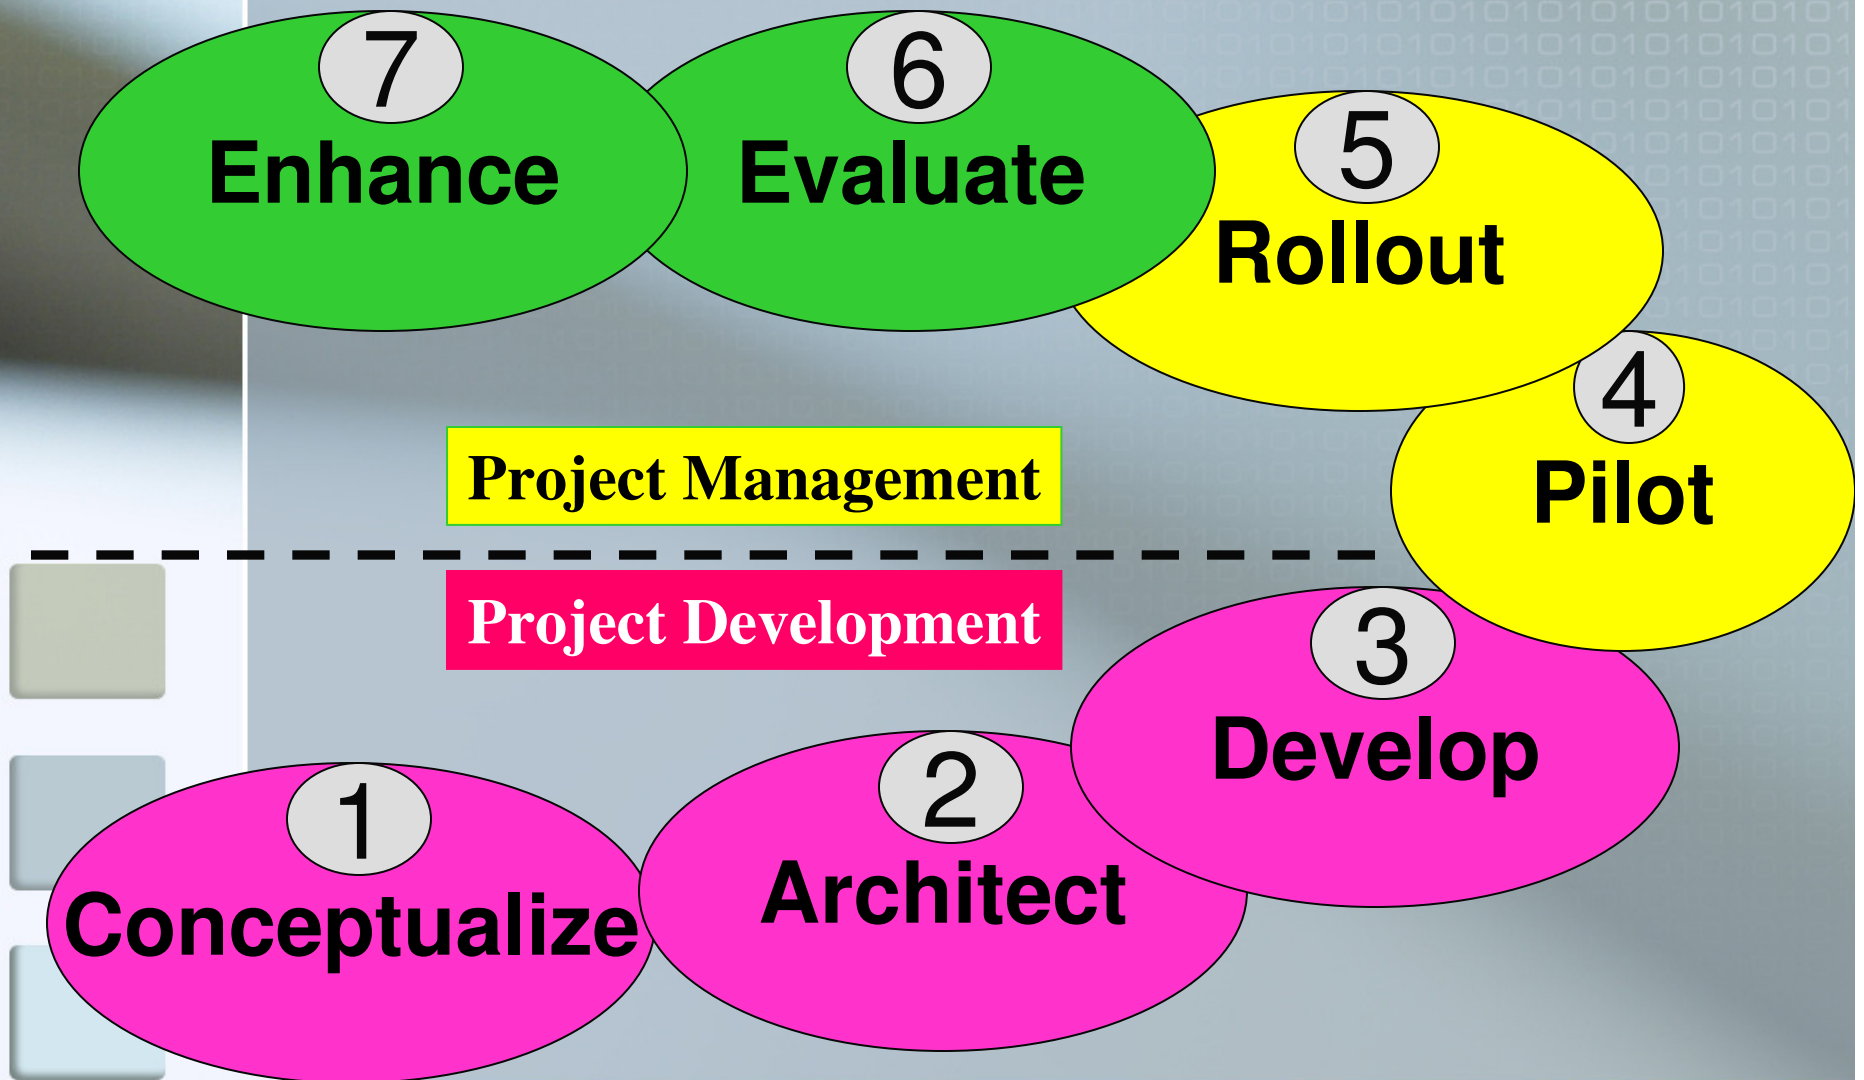 7
Enhance
6
Evaluate
5
Rollout
4
Pilot
Project Management
Project Development
3
Develop
2
Architect
1
Conceptualize